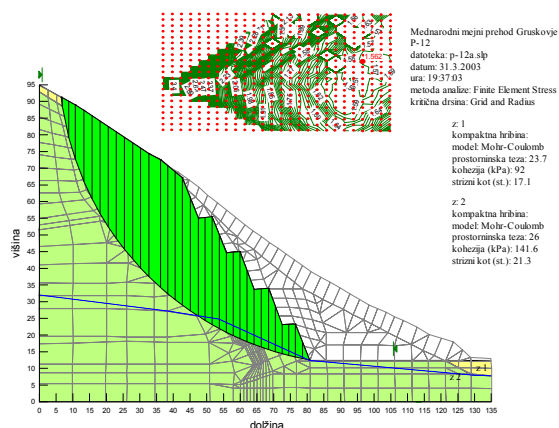 Mednarodni mejni prehod Gruskovje
P-12
datoteka: p-12a.slp
datum: 31.3.2003
ura: 19:37:03
metoda analize: Finite Element Stress
kritična drsina: Grid and Radius
z: 1
kompaktna hribina:
model: Mohr-Coulomb
prostorninska teza: 23.7
kohezija (kPa): 92
strizni kot (st.): 17.1
z: 2
kompaktna hribina:
model: Mohr-Coulomb
prostorninska teza: 26
kohezija (kPa): 141.6
strizni kot (st.): 21.3
1.562
višina
95
90
85
80
75
70
65
60
55
50
45
40
35
30
25
20
15
10
5
0
z 1
z 2
0 5 10 15 20 25 30 35 40 45 50 55 60 65 70 75 80 85 90 95 100 105 110 115 120 125 130 135
dolžina